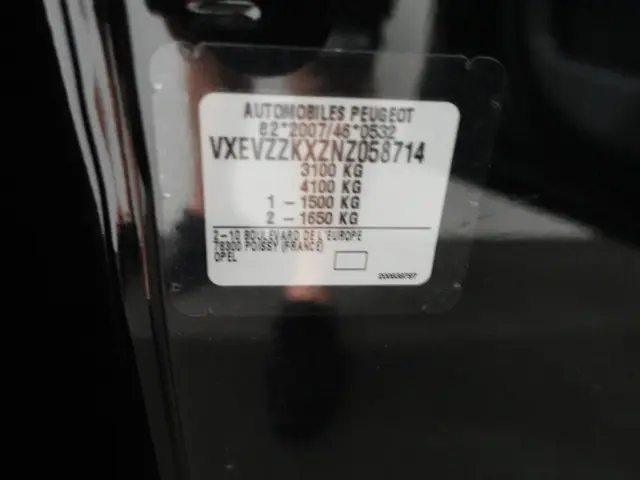 AUTOMOBILES PEUGEOT
e2*2007/46*0532
VXEVZZKXZNZ058714
3100 KG
4100 KG
1 - 1500 KG
2 - 1650 KG
2-10 BOULEVARD DE L'EUROPE
78300 POISSY (FRANCE)
OPEL